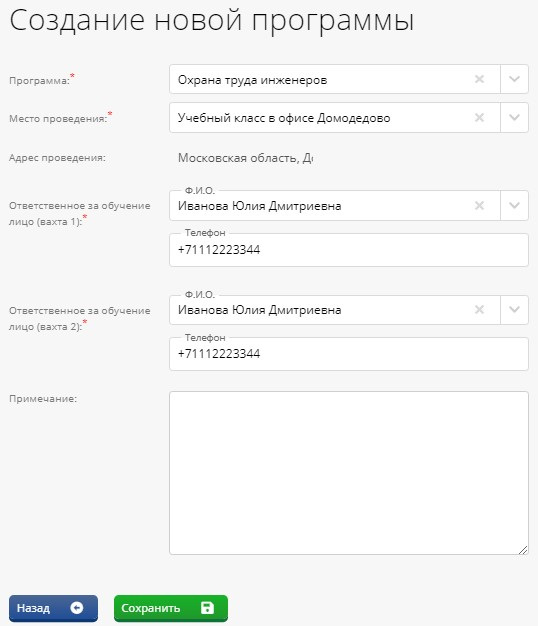 Создание новой программы
Программа:*
Охрана труда инженеров
Место проведения:*
Учебный класс в офисе Домодедово
Адрес проведения:
Московская область,
Ответственное за обучение
лицо (вахта 1):*
Ф.И.О.
Иванова Юлия Дмитриевна
Телефон
+71112223344
Ответственное за обучение
лицо (вахта 2):*
Ф.И.О.
Иванова Юлия Дмитриевна
Телефон
+71112223344
Примечание:
Назад
Сохранить